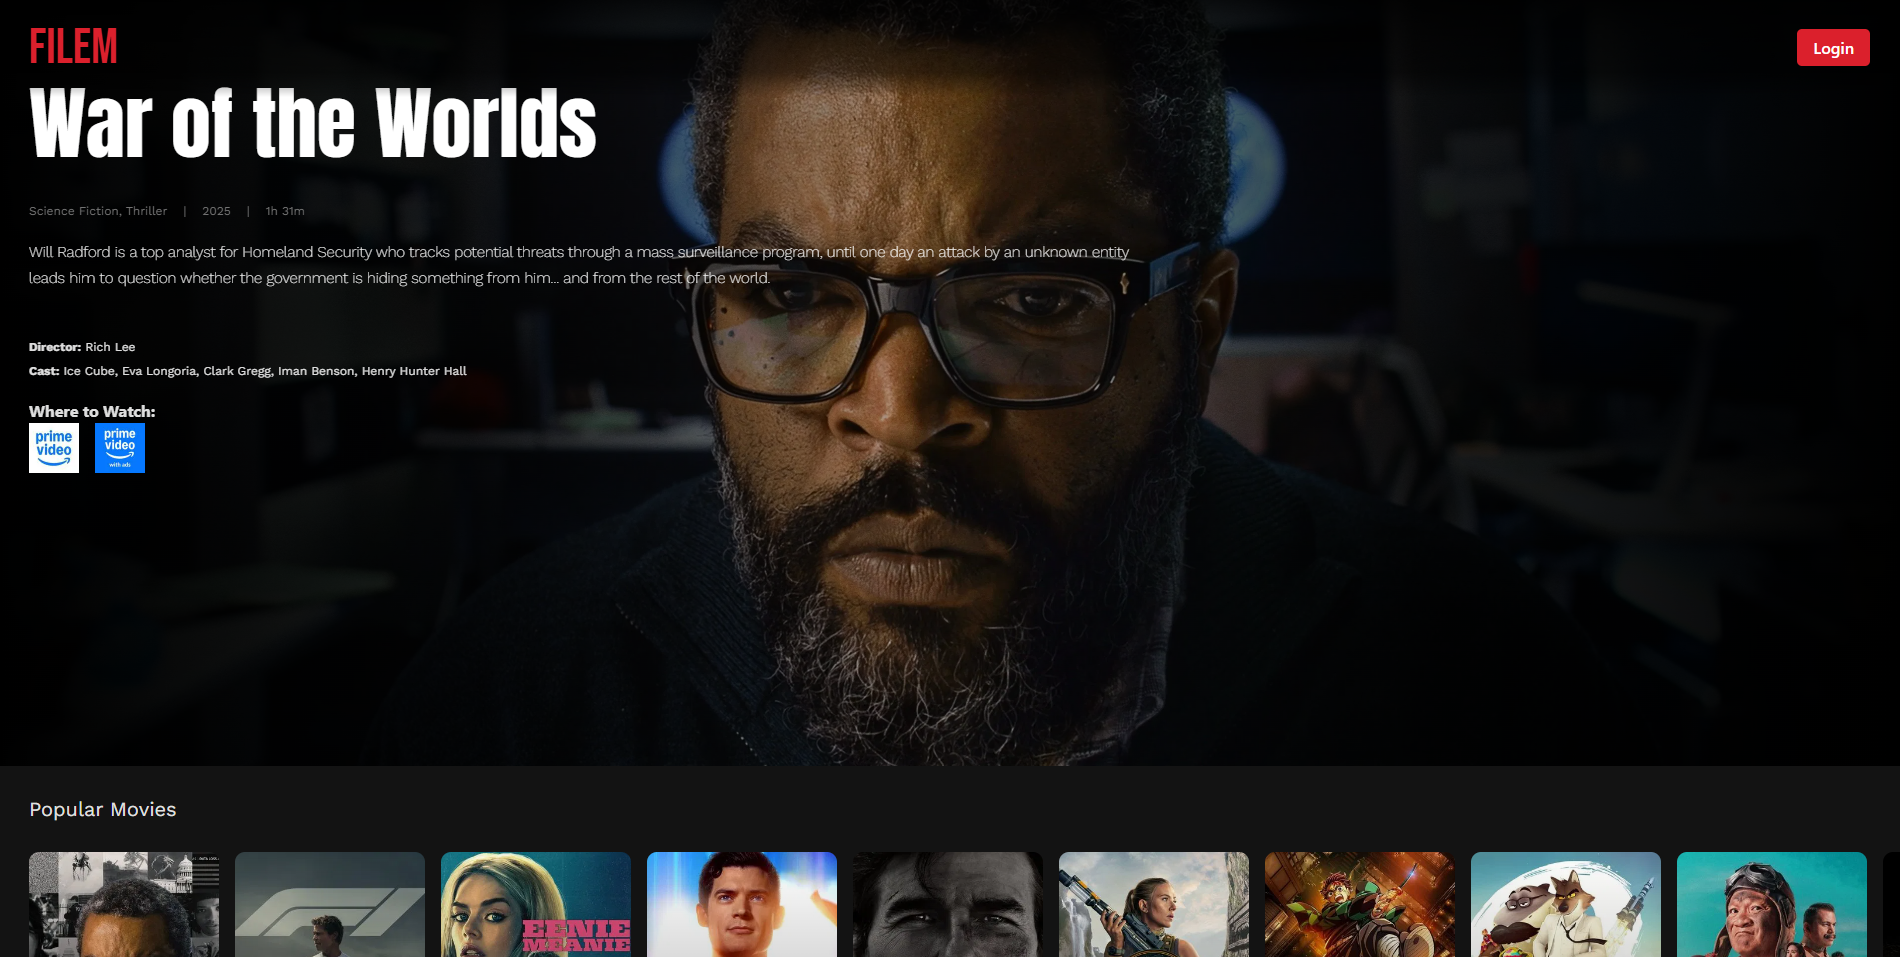 FILEM
Login
War of the Worlds
Science Fiction, Thriller | 2025 | 1h 31m
Will Radford is a top analyst for Homeland Security who tracks potential threats through a mass surveillance program, until one day an attack by an unknown entity
leads him to question whether the government is hiding something from him... and from the rest of the world.
Director: Rich Lee
Cast: Ice Cube, Eva Longoria, Clark Gregg, Iman Benson, Henry Hunter Hall
Where to Watch:
prime
video
prime
video
with ads
Popular Movies
EENIE
MEANIE